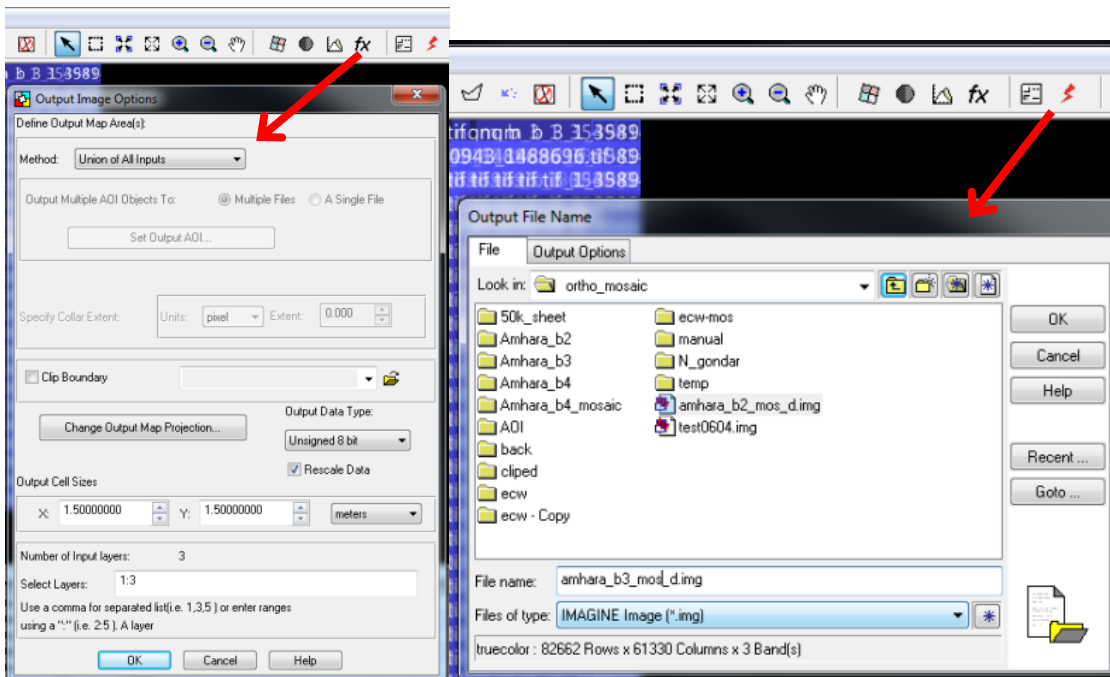 fx
b B 153989
Output Image Options
Define Output Map Area(s):
Method: Union of All Inputs
Output Multiple AOI Objects To: Multiple Files A Single File
Set Output AOI...
Specify Collar Extent: Units: pixel Extent: 0.000
Clip Boundary
Output Data Type:
Change Output Map Projection...
Unsigned 8 bit
Rescale Data
Output Cell Sizes
X: 1.50000000 Y: 1.50000000 meters
Number of Input layers: 3
Select Layers: 1:3
Use a comma for separated list(i.e. 1,3,5 ) or enter ranges
using a ":" (i.e. 2:5 ). A layer
OK Cancel Help
fx
Output File Name
File Output Options
Look in: ortho_mosaic
50k_sheet
Amhara_b2
Amhara_b3
Amhara_b4
Amhara_b4_mosaic
AOI
back
cliped
ecw
ecw - Copy
ecw-mos
manual
N_gondar
temp
amhara_b2_mos_d.img
test0604.img
OK
Cancel
Help
Recent ...
Goto ...
File name: amhara_b3_mos_d.img
Files of type: IMAGINE Image (*.img)
truecolor : 82662 Rows x 61330 Columns x 3 Band(s)